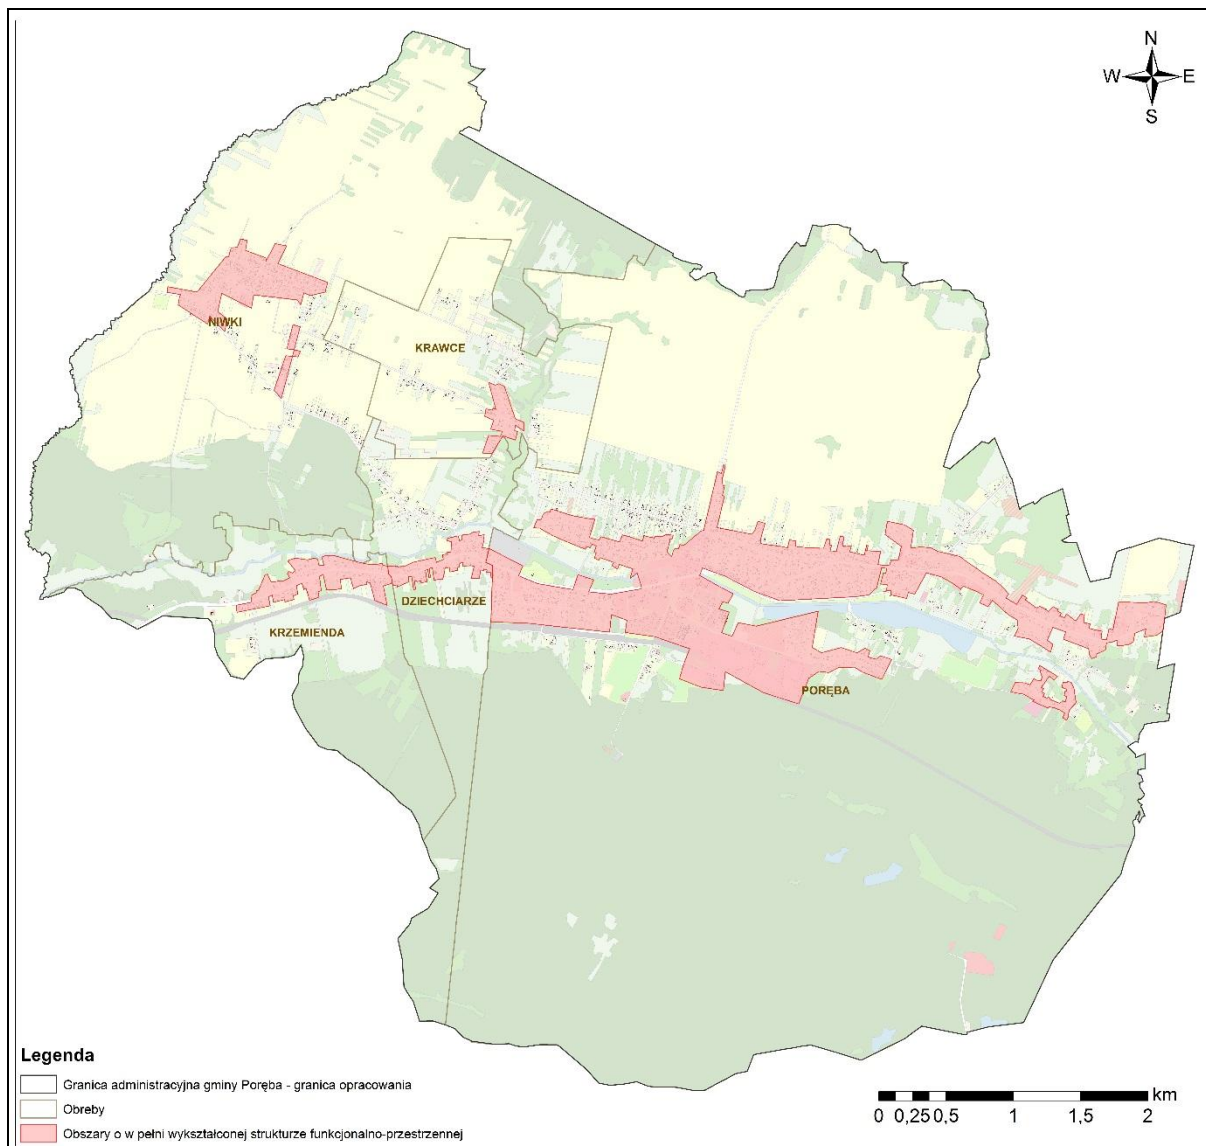 N
W E
S
NIWKI
KRAWCE
DZIECHCIARZE
KRZEMIENDA
PORĘBA
Legenda
Granica administracyjna gminy Poręba - granica opracowania
Obreby
Obszary o w pełni wykształconej strukturze funkcjonalno-przestrzennej
km
0 0,25 0,5 1 1,5 2